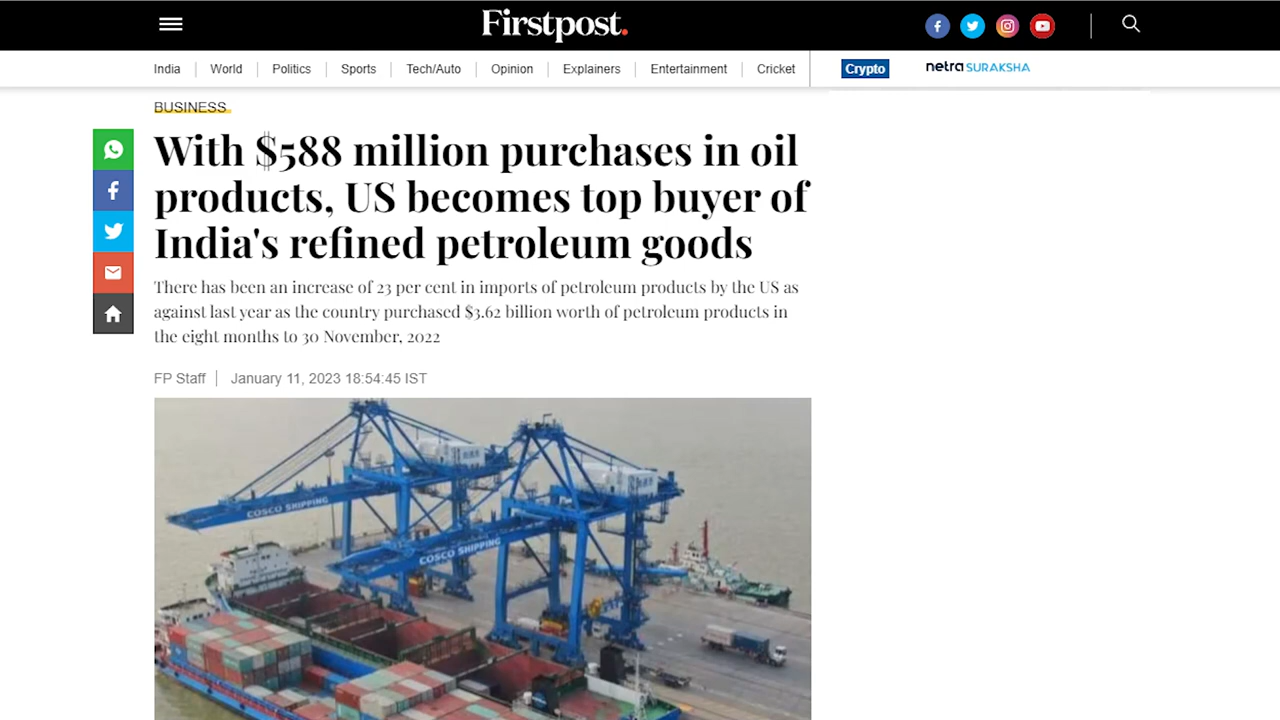 Firstpost.
India World Politics Sports Tech/Auto Opinion Explainers Entertainment Cricket Crypto netra SURAKSHA
BUSINESS
With $588 million purchases in oil
products, US becomes top buyer of
India's refined petroleum goods
There has been an increase of 23 per cent in imports of petroleum products by the US as
against last year as the country purchased $3.62 billion worth of petroleum products in
the eight months to 30 November, 2022
FP Staff January 11, 2023 18:54:45 IST
COSCO SHIPPING
COSCO SHIPPING